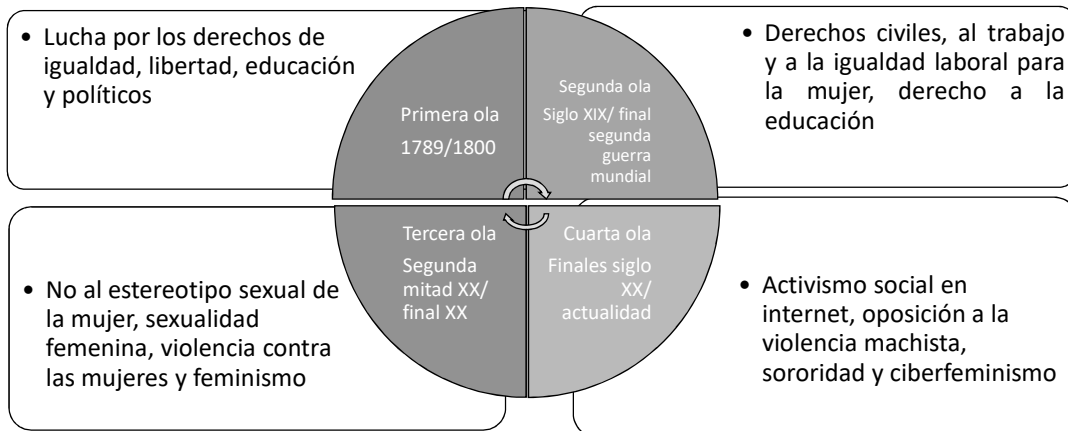 • Lucha por los derechos de
igualdad, libertad, educación
y políticos
Primera ola
1789/1800
Segunda ola
Siglo XIX/ final
segunda
guerra
mundial
• Derechos civiles, al trabajo
y a la igualdad laboral para
la mujer, derecho a la
educación
• No al estereotipo sexual de
la mujer, sexualidad
femenina, violencia contra
las mujeres y feminismo
Tercera ola
Segunda
mitad XX/
final XX
Cuarta ola
Finales siglo
XX/
actualidad
• Activismo social en
internet, oposición a la
violencia machista,
sororidad y ciberfeminismo